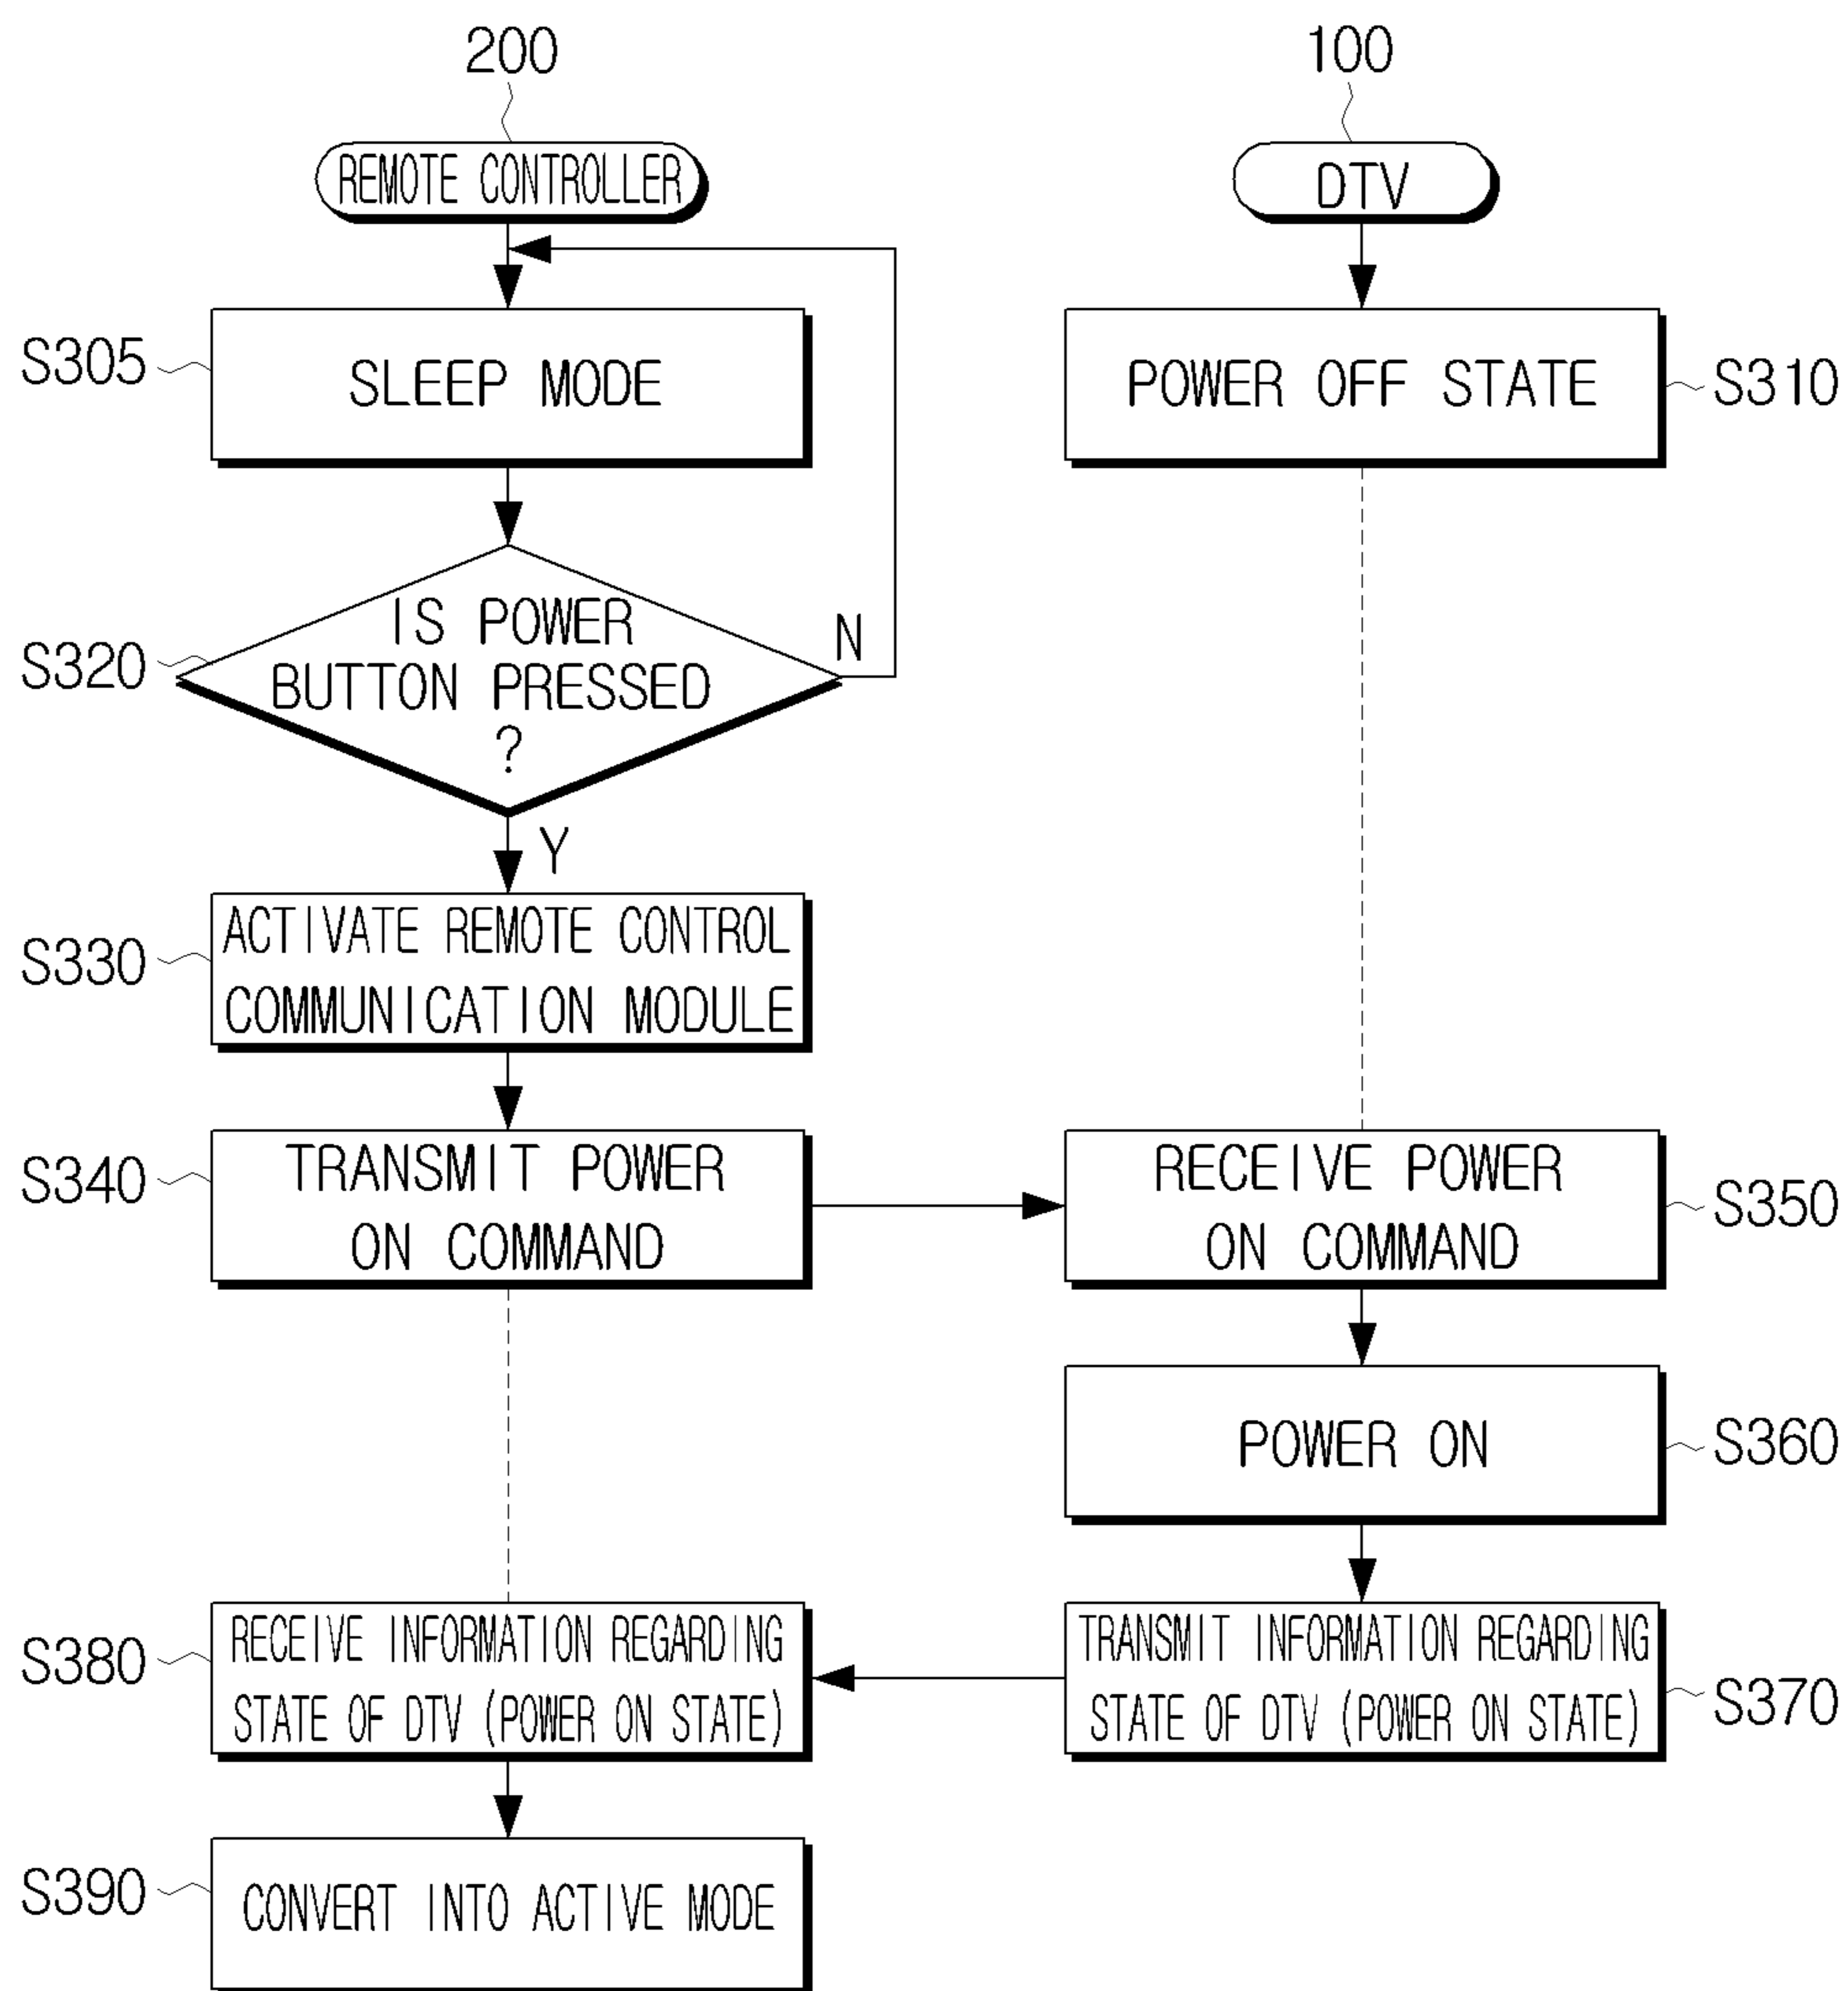 200
100
REMOTE CONTROLLER
DTV
S305
SLEEP MODE
POWER OFF STATE
S310
S320
IS POWER
BUTTON PRESSED
?
N
Y
S330
ACTIVATE REMOTE CONTROL
COMMUNICATION MODULE
S340
TRANSMIT POWER
ON COMMAND
RECEIVE POWER
ON COMMAND
S350
POWER ON
S360
S380
RECEIVE INFORMATION REGARDING
STATE OF DTV (POWER ON STATE)
TRANSMIT INFORMATION REGARDING
STATE OF DTV (POWER ON STATE)
S370
S390
CONVERT INTO ACTIVE MODE